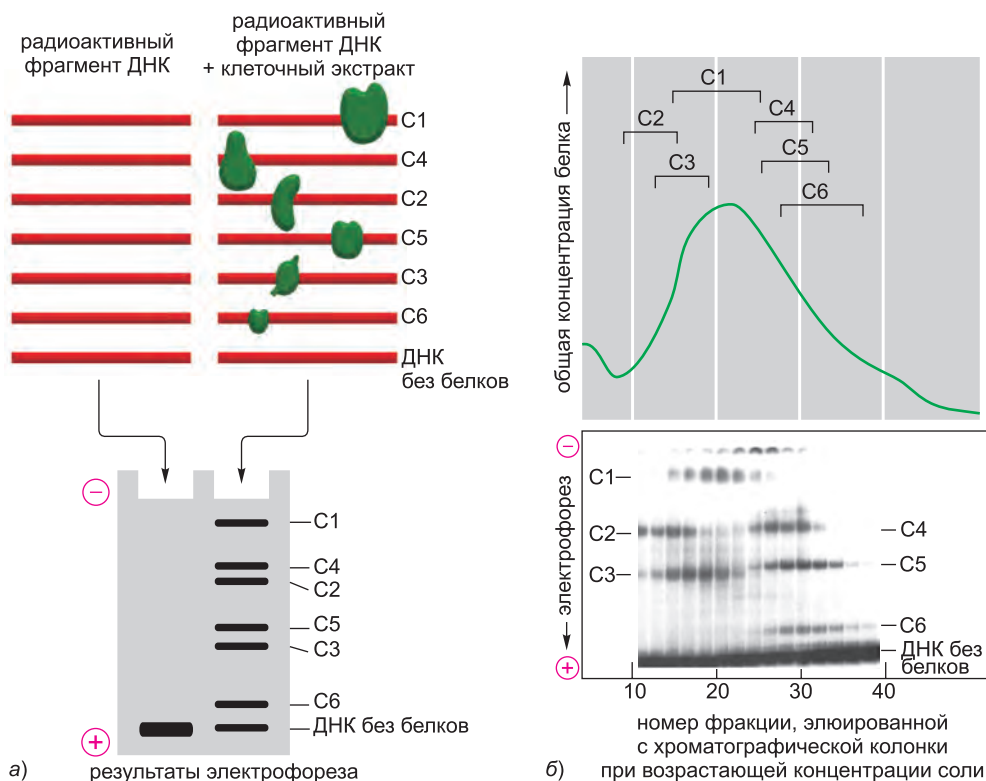 радиоактивный
фрагмент ДНК
радиоактивный
фрагмент ДНК
+ клеточный экстракт
C1
C4
C2
C5
C3
C6
ДНК
без белков
−
C1
C4
C2
C5
C3
C6
ДНК без белков
+
а)
результаты электрофореза
общая концентрация белка
C1
C4
C2
C5
C3
C6
−
C1
C2
C4
C3
C5
C6
ДНК без
белков
электрофорез
+
10 20 30 40
номер фракции, элюированной
с хроматографической колонки
б) при возрастающей концентрации соли